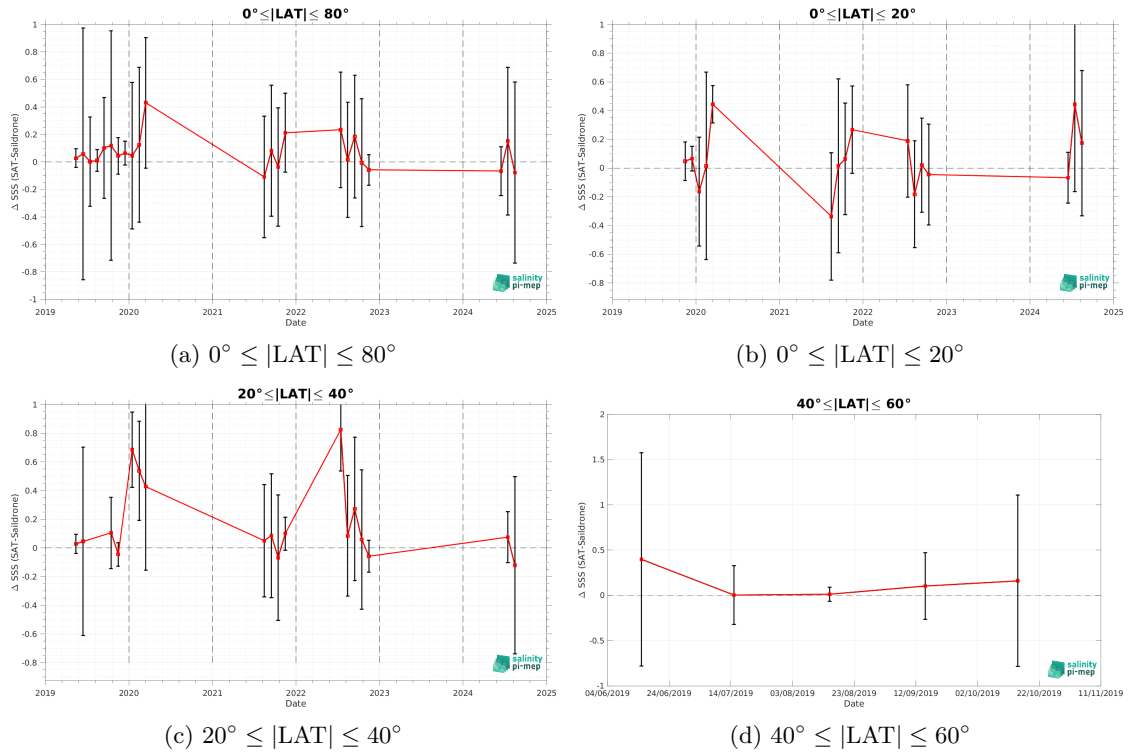 0°≤|LAT|≤ 80°
1
0.8
0.6
0.4
0.2
0
-0.2
-0.4
-0.6
-0.8
-1
Δ SSS (SAT-Saildrone)
2019 2020 2021 2022 2023 2024 2025
Date
salinity
pi-mep
(a) 0° ≤ |LAT| ≤ 80°
0°≤|LAT|≤ 20°
1
0.8
0.6
0.4
0.2
0
-0.2
-0.4
-0.6
-0.8
Δ SSS (SAT-Saildrone)
2019 2020 2021 2022 2023 2024 2025
Date
salinity
pi-mep
(b) 0° ≤ |LAT| ≤ 20°
20°≤|LAT|≤ 40°
1
0.8
0.6
0.4
0.2
0
-0.2
-0.4
-0.6
-0.8
Δ SSS (SAT-Saildrone)
2019 2020 2021 2022 2023 2024 2025
Date
salinity
pi-mep
(c) 20° ≤ |LAT| ≤ 40°
40°≤|LAT|≤ 60°
2
1.5
1
0.5
0
-0.5
-1
Δ SSS (SAT-Saildrone)
04/06/2019 24/06/2019 14/07/2019 03/08/2019 23/08/2019 12/09/2019 02/10/2019 22/10/2019 11/11/2019
Date
salinity
pi-mep
(d) 40° ≤ |LAT| ≤ 60°